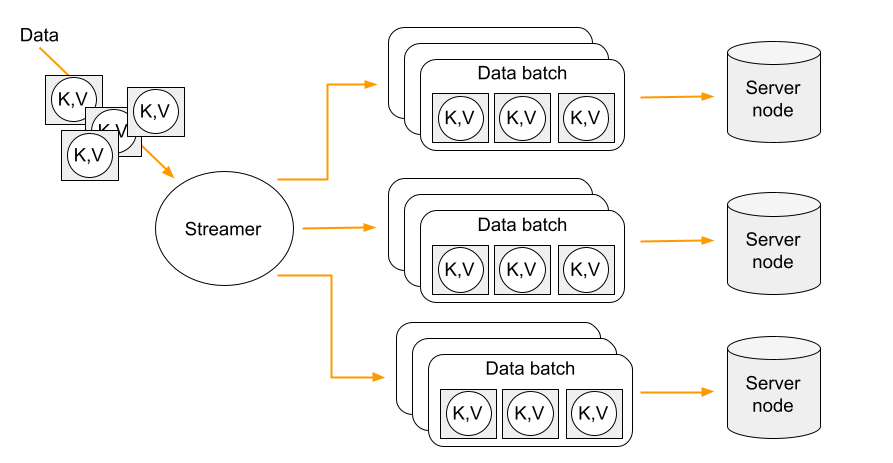 Data
K,V
K,V
K,V
K,V
Streamer
Data batch
K,V K,V K,V
Server
node
Data batch
K,V K,V K,V
Server
node
Data batch
K,V K,V K,V
Server
node